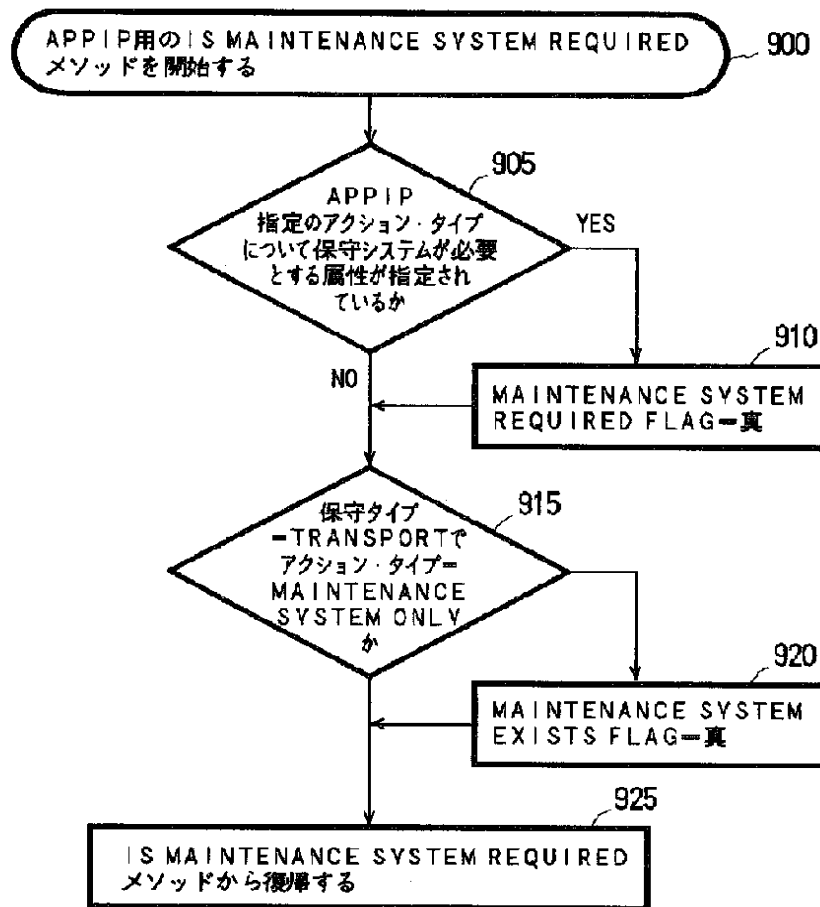 APPIP用のIS MAINTENANCE SYSTEM REQUIRED
メソッドを開始する
900
905
APPIP
指定のアクション・タイプ
について保守システムが必要
とする属性が指定され
ているか
YES
NO
910
MAINTENANCE SYSTEM
REQUIRED FLAG=真
915
保守タイプ
=TRANSPORTで
アクション・タイプ=
MAINTENANCE
SYSTEM ONLY
か
920
MAINTENANCE SYSTEM
EXISTS FLAG=真
925
IS MAINTENANCE SYSTEM REQUIRED
メソッドから復帰する